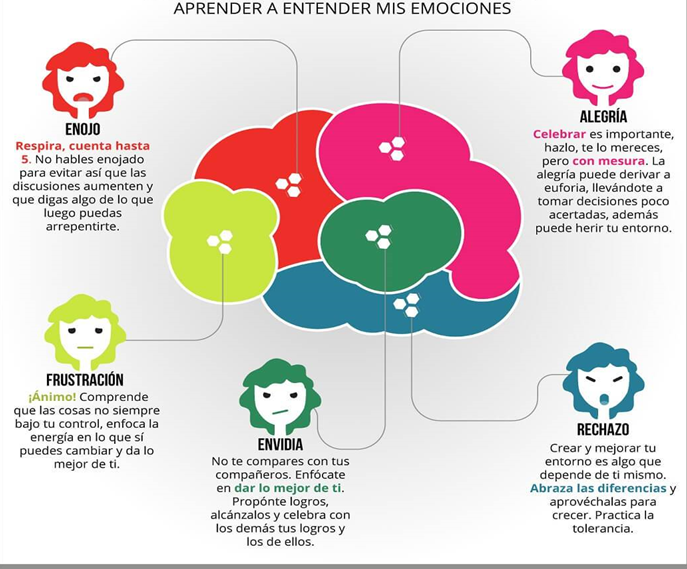 APRENDER A ENTENDER MIS EMOCIONES
ENOJO
Respira, cuenta hasta
5. No hables enojado
para evitar así que las
discusiones aumenten y
que digas algo de lo que
luego puedas
arrepentirte.
ALEGRÍA
Celebrar es importante,
hazlo, te lo mereces,
pero con mesura. La
alegría puede derivar a
euforia, llevándote a
tomar decisiones poco
acertadas, además
puede herir tu entorno.
FRUSTRACIÓN
¡Ánimo! Comprende
que las cosas no siempre
bajo tu control, enfoca la
energía en lo que sí
puedes cambiar y da lo
mejor de ti.
ENVIDIA
No te compares con tus
compañeros. Enfócate
en dar lo mejor de ti.
Propónte logros,
alcánzalos y celebra con
los demás tus logros y
los de ellos.
RECHAZO
Crear y mejorar tu
entorno es algo que
depende de ti mismo.
Abraza las diferencias y
aprovéchalas para
crecer. Practica la
tolerancia.